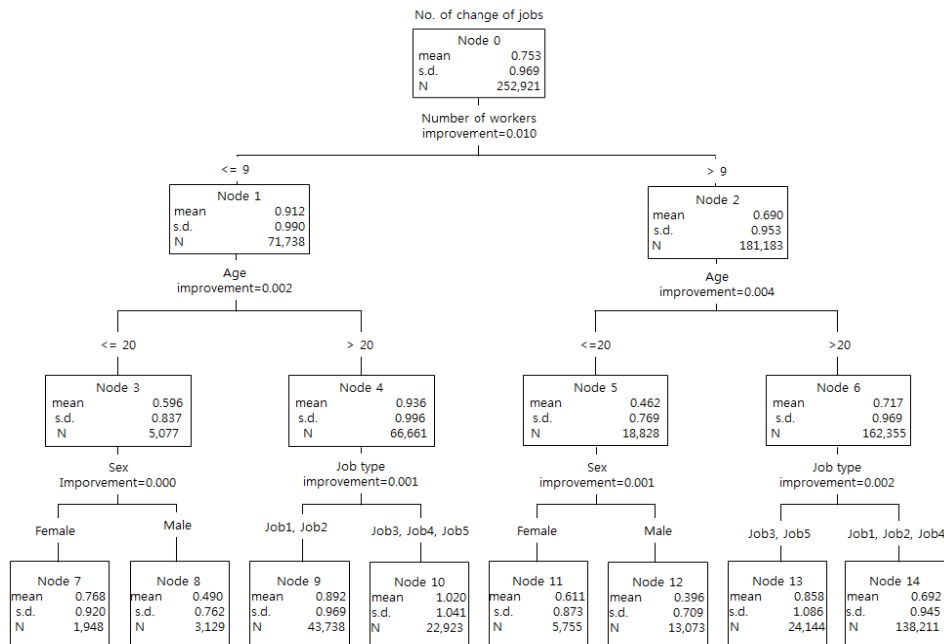 No. of change of jobs
Node 0
mean 0.753
s.d. 0.969
N 252,921
Number of workers
improvement=0.010
<= 9
> 9
Node 1
mean 0.912
s.d. 0.990
N 71,738
Node 2
mean 0.690
s.d. 0.953
N 181,183
Age
improvement=0.002
Age
improvement=0.004
<= 20
> 20
<=20
>20
Node 3
mean 0.596
s.d. 0.837
N 5,077
Node 4
mean 0.936
s.d. 0.996
N 66,661
Node 5
mean 0.462
s.d. 0.769
N 18,828
Node 6
mean 0.717
s.d. 0.969
N 162,355
Sex
Imporvement=0.000
Job type
improvement=0.001
Sex
improvement=0.001
Job type
improvement=0.002
Female
Male
Job1, Job2
Job3, Job4, Job5
Female
Male
Job3, Job5
Job1, Job2, Job4
Node 7
mean 0.768
s.d. 0.920
N 1,948
Node 8
mean 0.490
s.d. 0.762
N 3,129
Node 9
mean 0.892
s.d. 0.969
N 43,738
Node 10
mean 1.020
s.d. 1.041
N 22,923
Node 11
mean 0.611
s.d. 0.873
N 5,755
Node 12
mean 0.396
s.d. 0.709
N 13,073
Node 13
mean 0.858
s.d. 1.086
N 24,144
Node 14
mean 0.692
s.d. 0.945
N 138,211